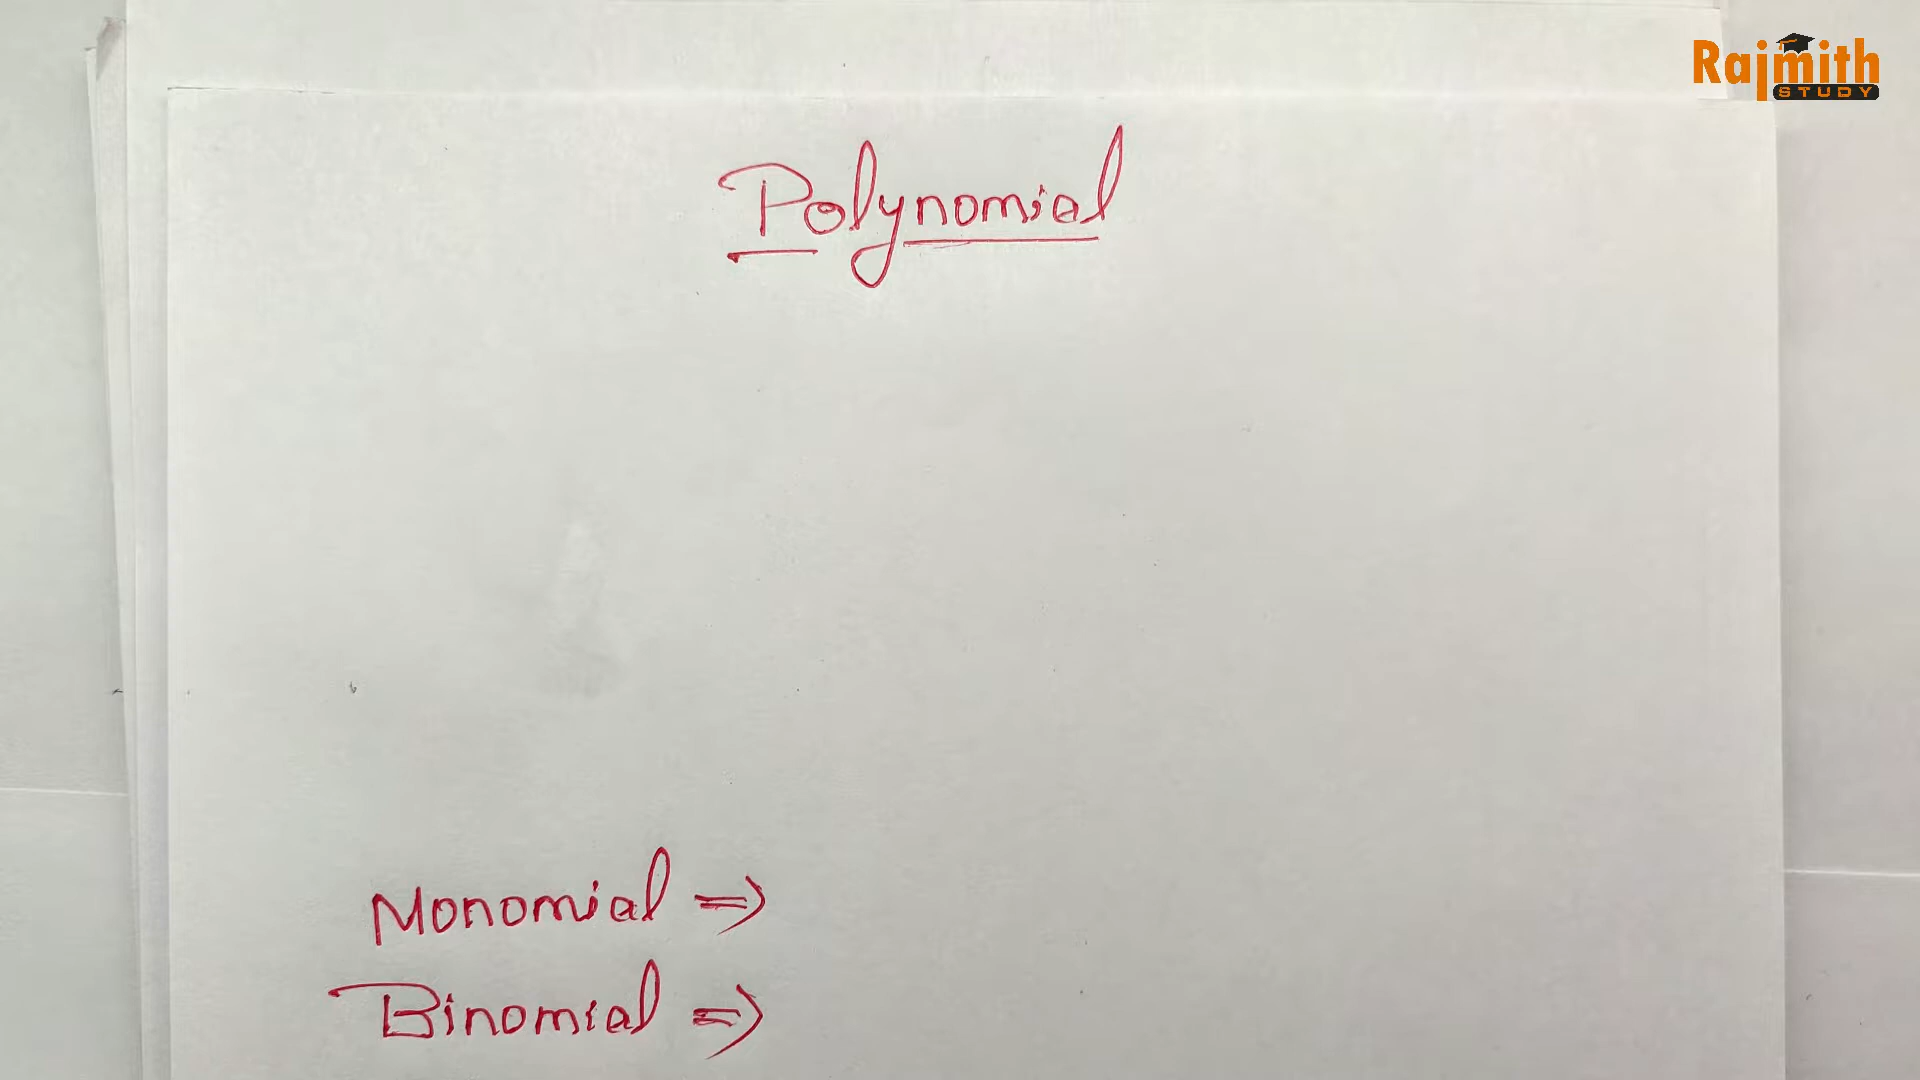 Rajmith
STUDY
Polynomial
Monomial ⇒
Binomial ⇒